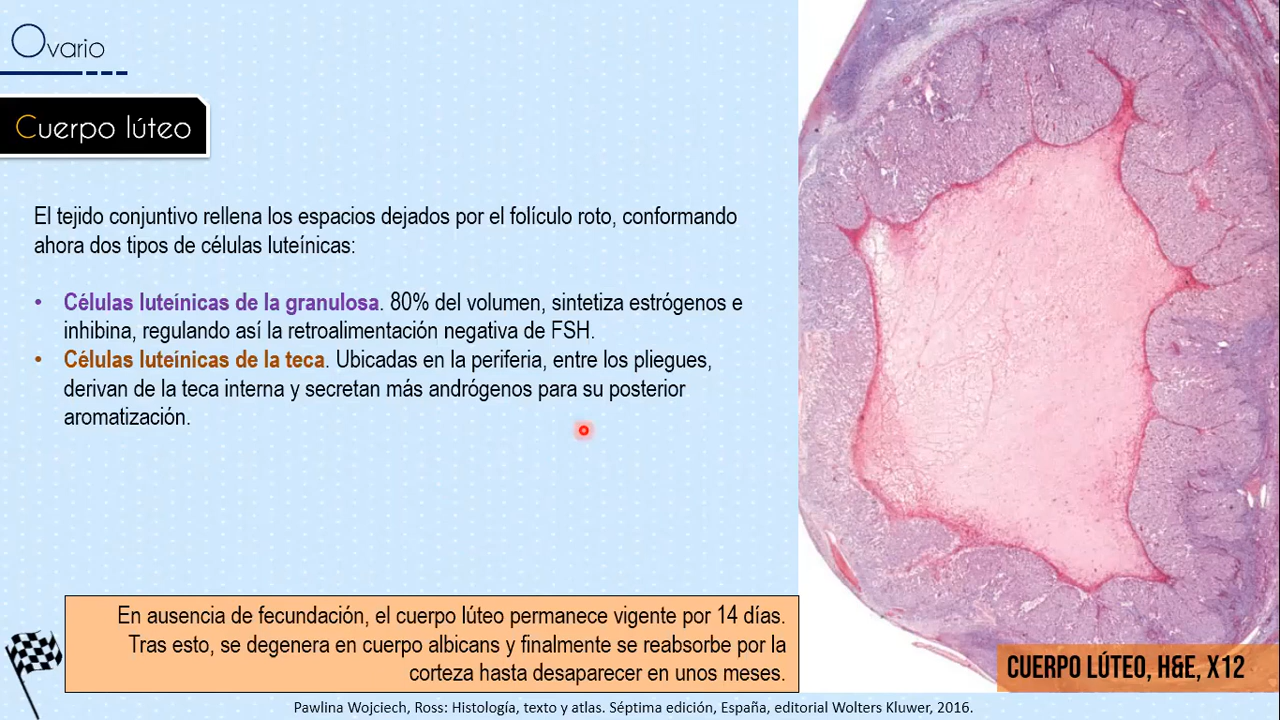 Ovario
Cuerpo lúteo
El tejido conjuntivo rellena los espacios dejados por el folículo roto, conformando
ahora dos tipos de células luteínicas:
• Células luteínicas de la granulosa. 80% del volumen, sintetiza estrógenos e
inhibina, regulando así la retroalimentación negativa de FSH.
• Células luteínicas de la teca. Ubicadas en la periferia, entre los pliegues,
derivan de la teca interna y secretan más andrógenos para su posterior
aromatización.
En ausencia de fecundación, el cuerpo lúteo permanece vigente por 14 días.
Tras esto, se degenera en cuerpo albicans y finalmente se reabsorbe por la
corteza hasta desaparecer en unos meses.
CUERPO LÚTEO, H&E, X12
Pawlina Wojciech, Ross: Histología, texto y atlas. Séptima edición, España, editorial Wolters Kluwer, 2016.